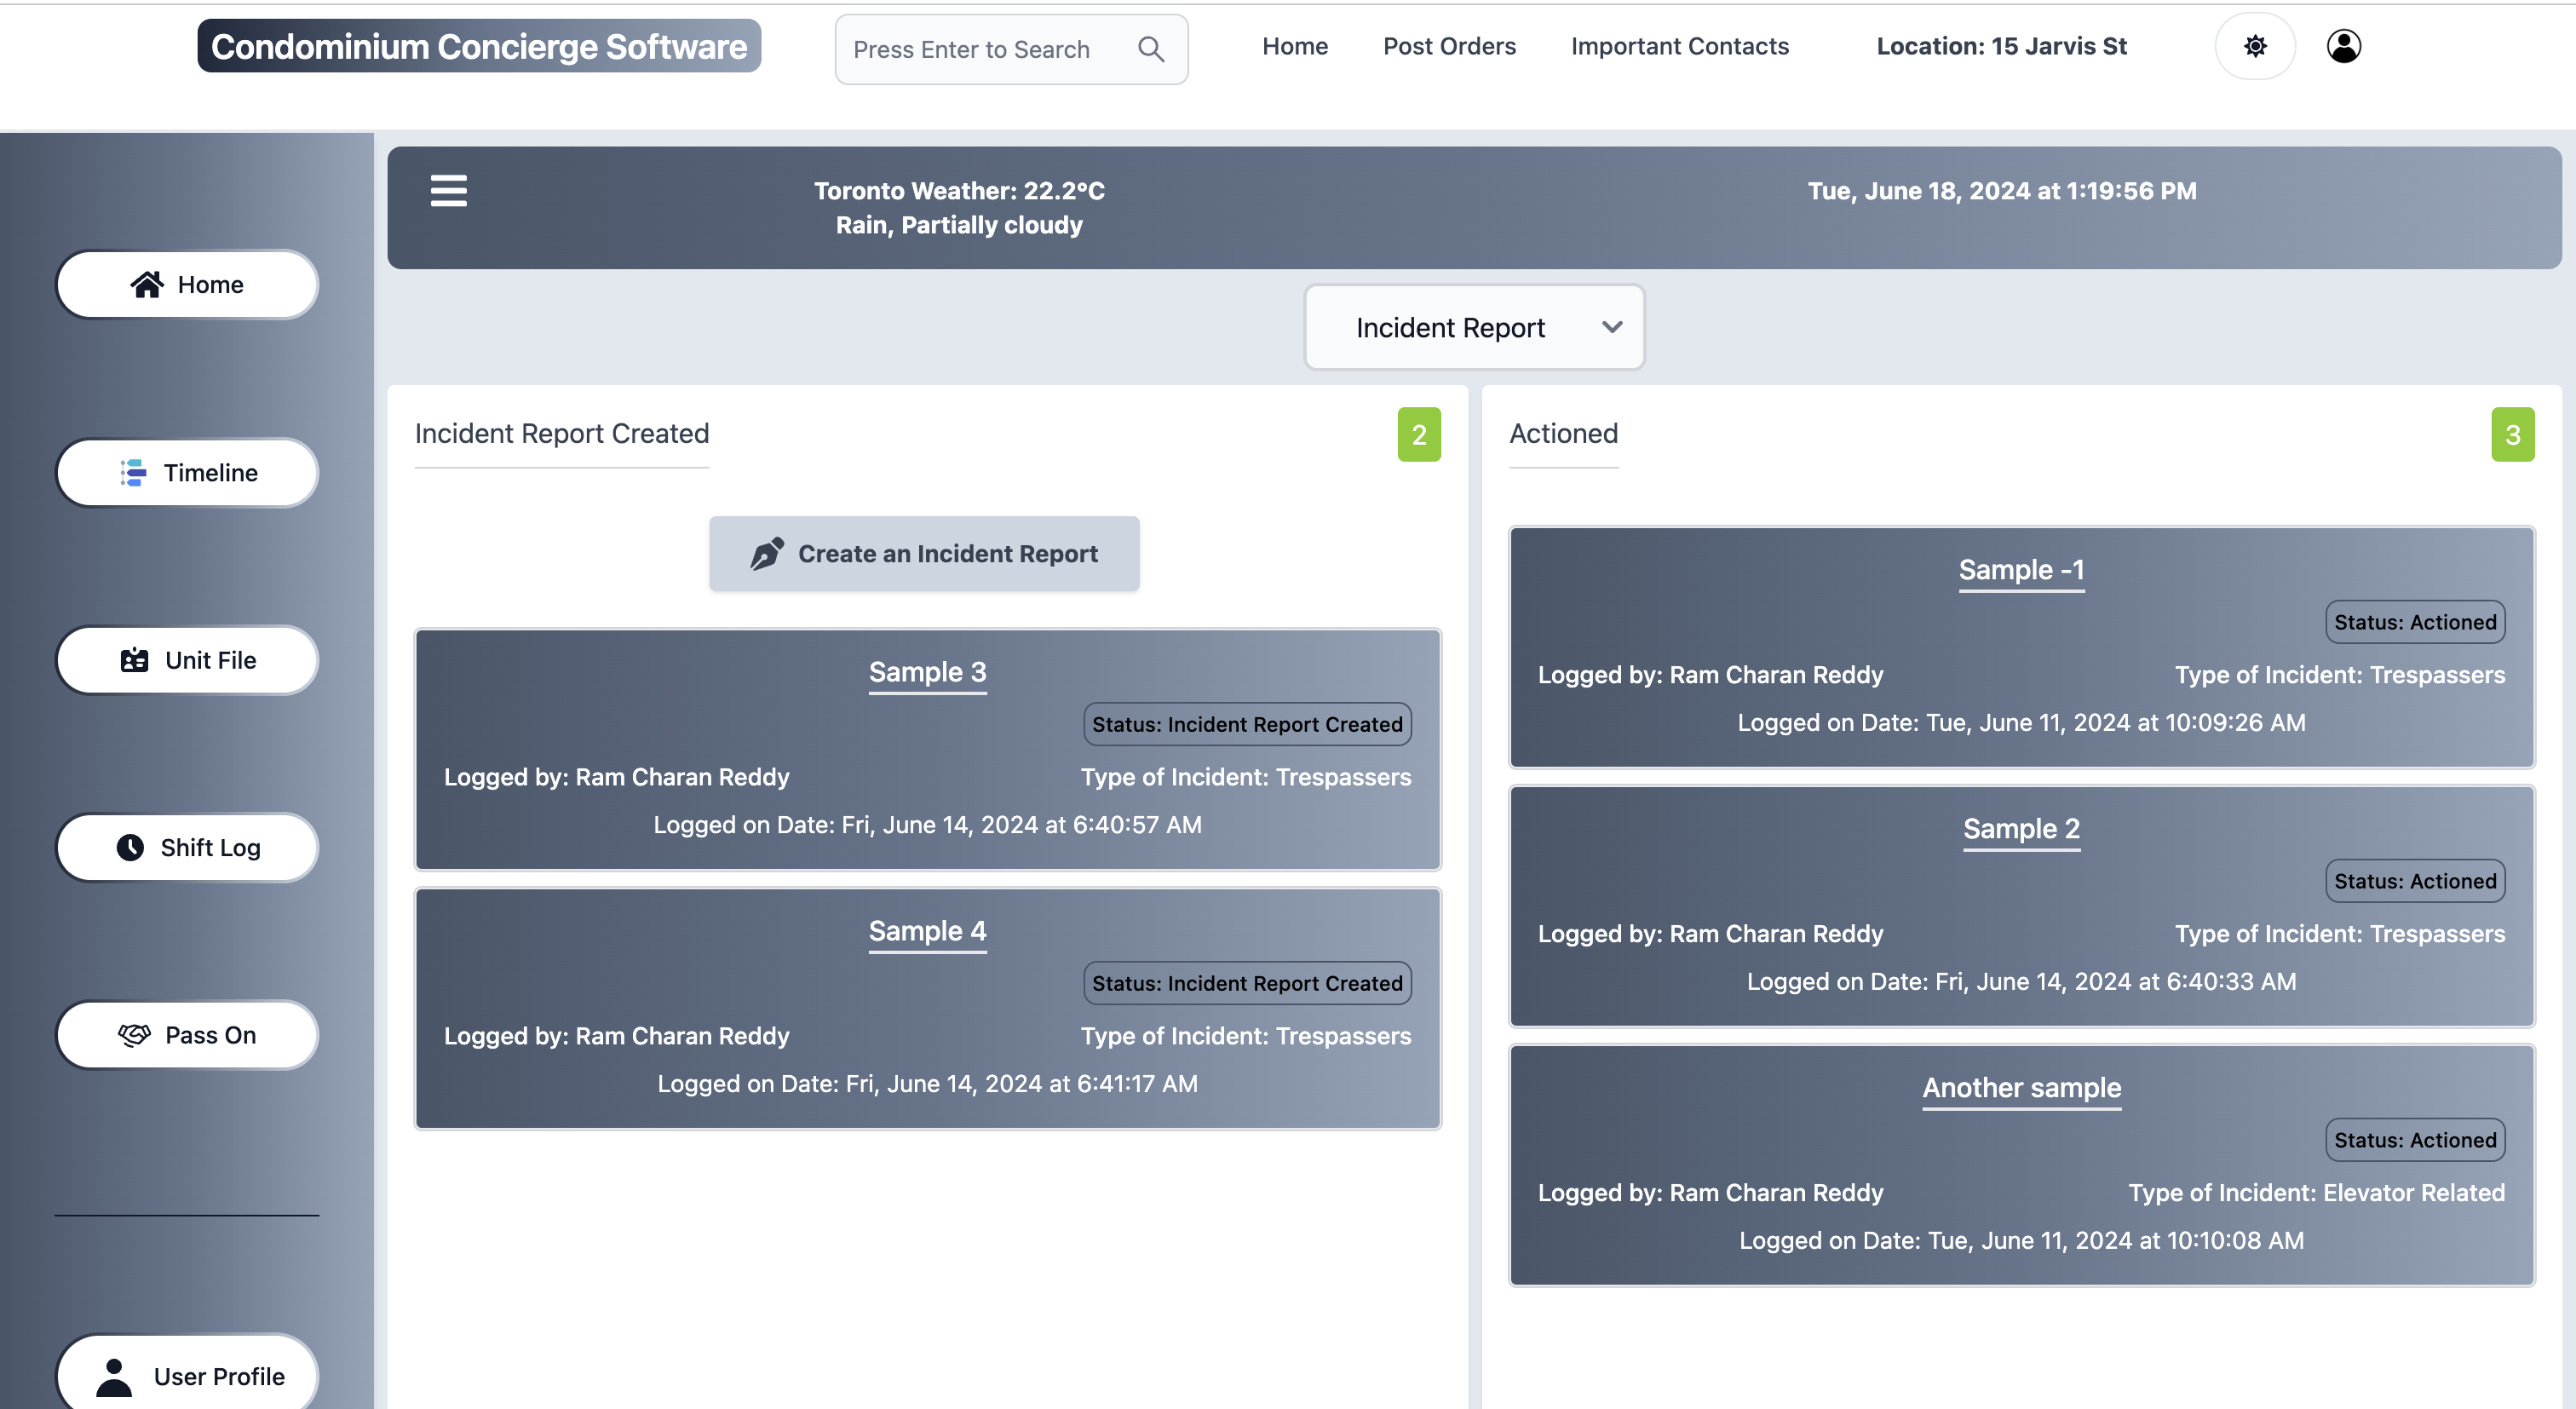 Condominium Concierge Software
Press Enter to Search
Home
Post Orders
Important Contacts
Location: 15 Jarvis St
Toronto Weather: 22.2°C
Rain, Partially cloudy
Tue, June 18, 2024 at 1:19:56 PM
Home
Timeline
Unit File
Shift Log
Pass On
User Profile
Incident Report
Incident Report Created
2
Create an Incident Report
Sample 3
Status: Incident Report Created
Logged by: Ram Charan Reddy
Type of Incident: Trespassers
Logged on Date: Fri, June 14, 2024 at 6:40:57 AM
Sample 4
Status: Incident Report Created
Logged by: Ram Charan Reddy
Type of Incident: Trespassers
Logged on Date: Fri, June 14, 2024 at 6:41:17 AM
Actioned
3
Sample -1
Status: Actioned
Logged by: Ram Charan Reddy
Type of Incident: Trespassers
Logged on Date: Tue, June 11, 2024 at 10:09:26 AM
Sample 2
Status: Actioned
Logged by: Ram Charan Reddy
Type of Incident: Trespassers
Logged on Date: Fri, June 14, 2024 at 6:40:33 AM
Another sample
Status: Actioned
Logged by: Ram Charan Reddy
Type of Incident: Elevator Related
Logged on Date: Tue, June 11, 2024 at 10:10:08 AM